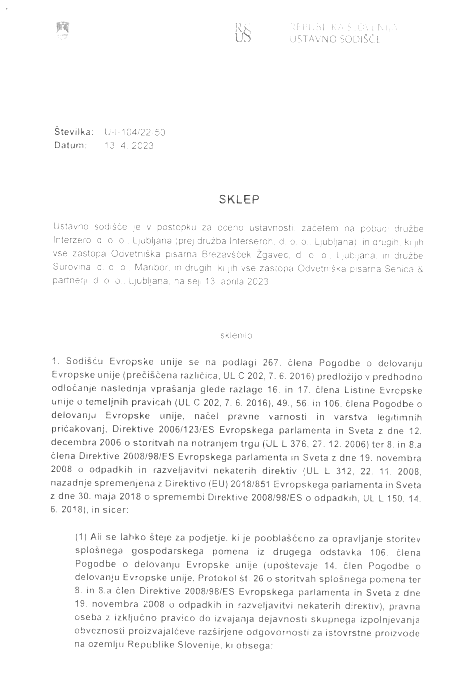 REPUBLIKA SLOVENIJA
USTAVNO SODIŠČE
Številka: U-I-104/22-50
Datum: 13. 4. 2023
SKLEP
Ustavno sodišče je v postopku za oceno ustavnosti, začetem na pobudi družbe
Interzero, d. o. o., Ljubljana (prej družba Interseroh, d. o. o., Ljubljana), in drugih, ki jih
vse zastopa Odvetniška pisarna Brezavšček Zgavec, d. o. o., Ljubljana, in družbe
Surovina, d. o. o., Maribor, in drugih, ki jih vse zastopa Odvetniška pisarna Senica &
partnerji, d. o. o., Ljubljana, na seji 13. aprila 2023
sklenilo:
1. Sodišču Evropske unije se na podlagi 267. člena Pogodbe o delovanju
Evropske unije (prečiščena različica, UL C 202, 7. 6. 2016) predložijo v predhodno
odločanje naslednja vprašanja glede razlage 16. in 17. člena Listine Evropske
unije o temeljnih pravicah (UL C 202, 7. 6. 2016), 49., 56. in 106. člena Pogodbe o
delovanju Evropske unije, načel pravne varnosti in varstva legitimnih
pričakovanj, Direktive 2006/123/ES Evropskega parlamenta in Sveta z dne 12.
decembra 2006 o storitvah na notranjem trgu (UL L 376, 27. 12. 2006) ter 8. in 8.a
člena Direktive 2008/98/ES Evropskega parlamenta in Sveta z dne 19. novembra
2008 o odpadkih in razveljavitvi nekaterih direktiv (UL L 312, 22. 11. 2008,
nazadnje spremenjena z Direktivo (EU) 2018/851 Evropskega parlamenta in Sveta
z dne 30. maja 2018 o spremembi Direktive 2008/98/ES o odpadkih, UL L 150, 14.
6. 2018), in sicer:
(1) Ali se lahko šteje za podjetje, ki je pooblaščeno za opravljanje storitev
splošnega gospodarskega pomena iz drugega odstavka 106. člena
Pogodbe o delovanju Evropske unije (upoštevaje 14. člen Pogodbe o
delovanju Evropske unije, Protokol št. 26 o storitvah splošnega pomena ter
8. in 8.a člen Direktive 2008/98/ES Evropskega parlamenta in Sveta z dne
19. novembra 2008 o odpadkih in razveljavitvi nekaterih direktiv), pravna
oseba z izključno pravico do izvajanja dejavnosti skupnega izpolnjevanja
obveznosti proizvajalčeve razširjene odgovornosti za istovrstne proizvode
na ozemlju Republike Slovenije, ki obsega: